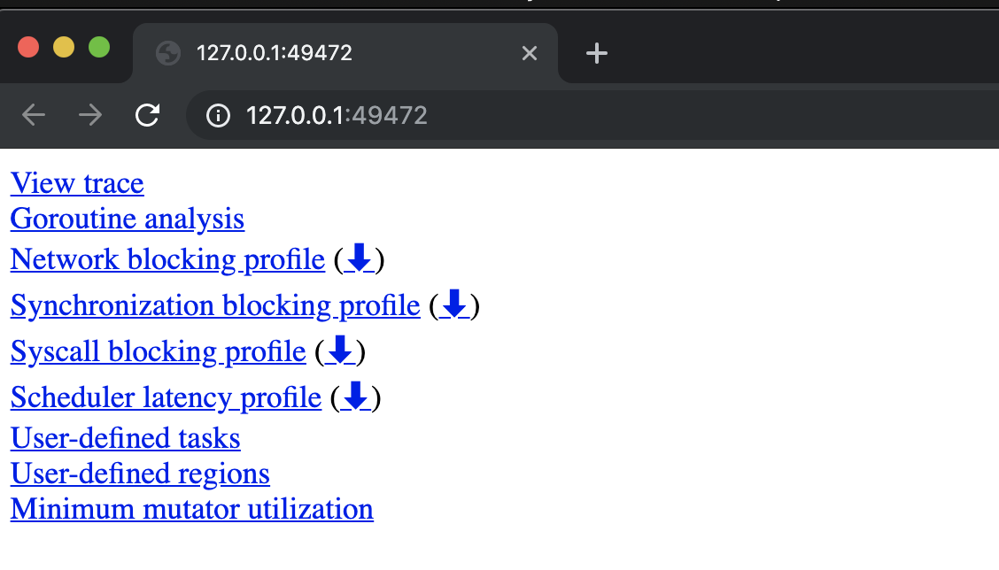 127.0.0.1:49472
127.0.0.1:49472
View trace
Goroutine analysis
Network blocking profile (⬇)
Synchronization blocking profile (⬇)
Syscall blocking profile (⬇)
Scheduler latency profile (⬇)
User-defined tasks
User-defined regions
Minimum mutator utilization